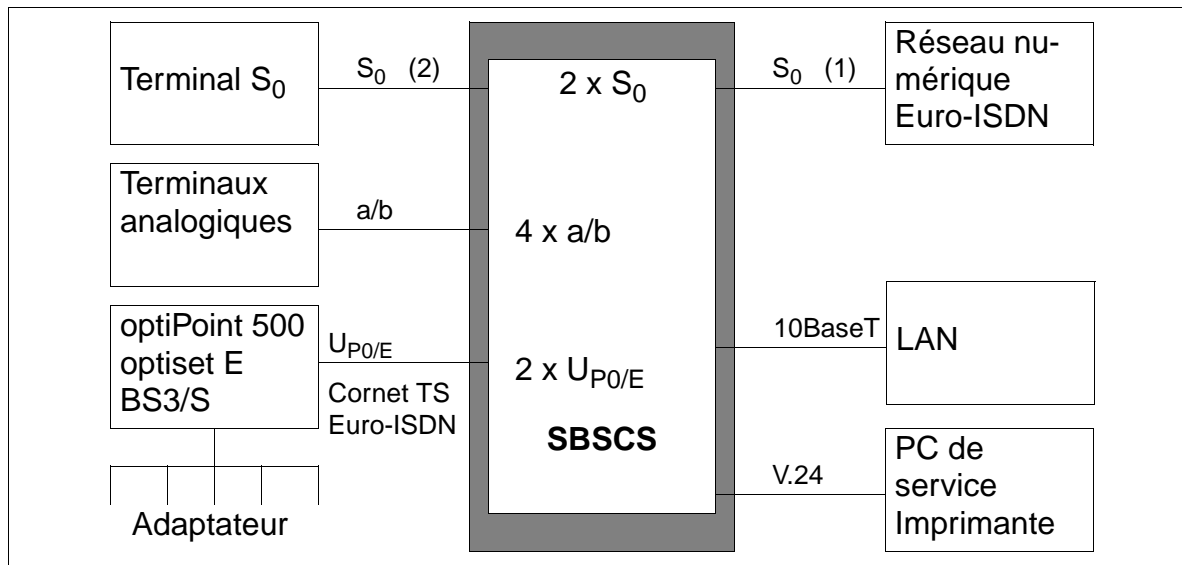 Terminal S0
S0 (2)
2 x S0
S0 (1)
Réseau nu-
mérique
Euro-ISDN
Terminaux
analogiques
a/b
4 x a/b
optiPoint 500
optiset E
BS3/S
UP0/E
Cornet TS
Euro-ISDN
2 x UP0/E
SBSCS
10BaseT
LAN
V.24
PC de
service
Imprimante
Adaptateur